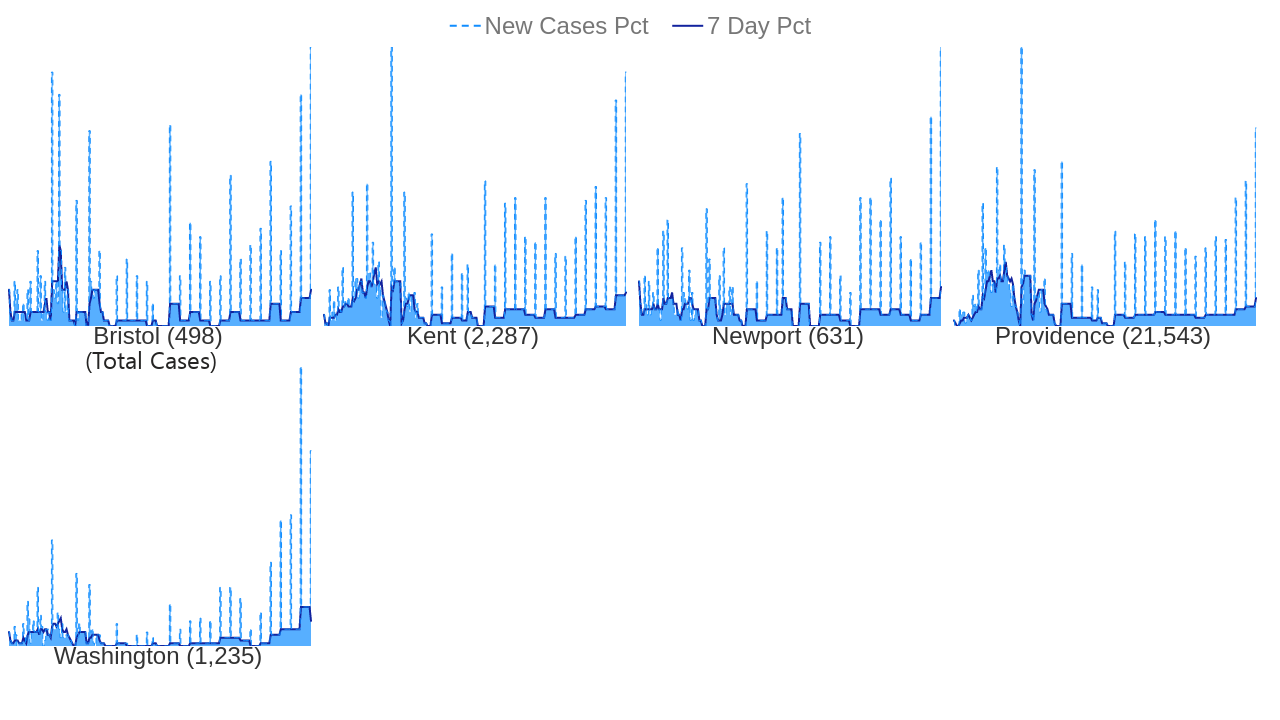 New Cases Pct 7 Day Pct
Bristol (498) Kent (2,287) Newport (631) Providence (21,543)
(Total Cases)
Washington (1,235)